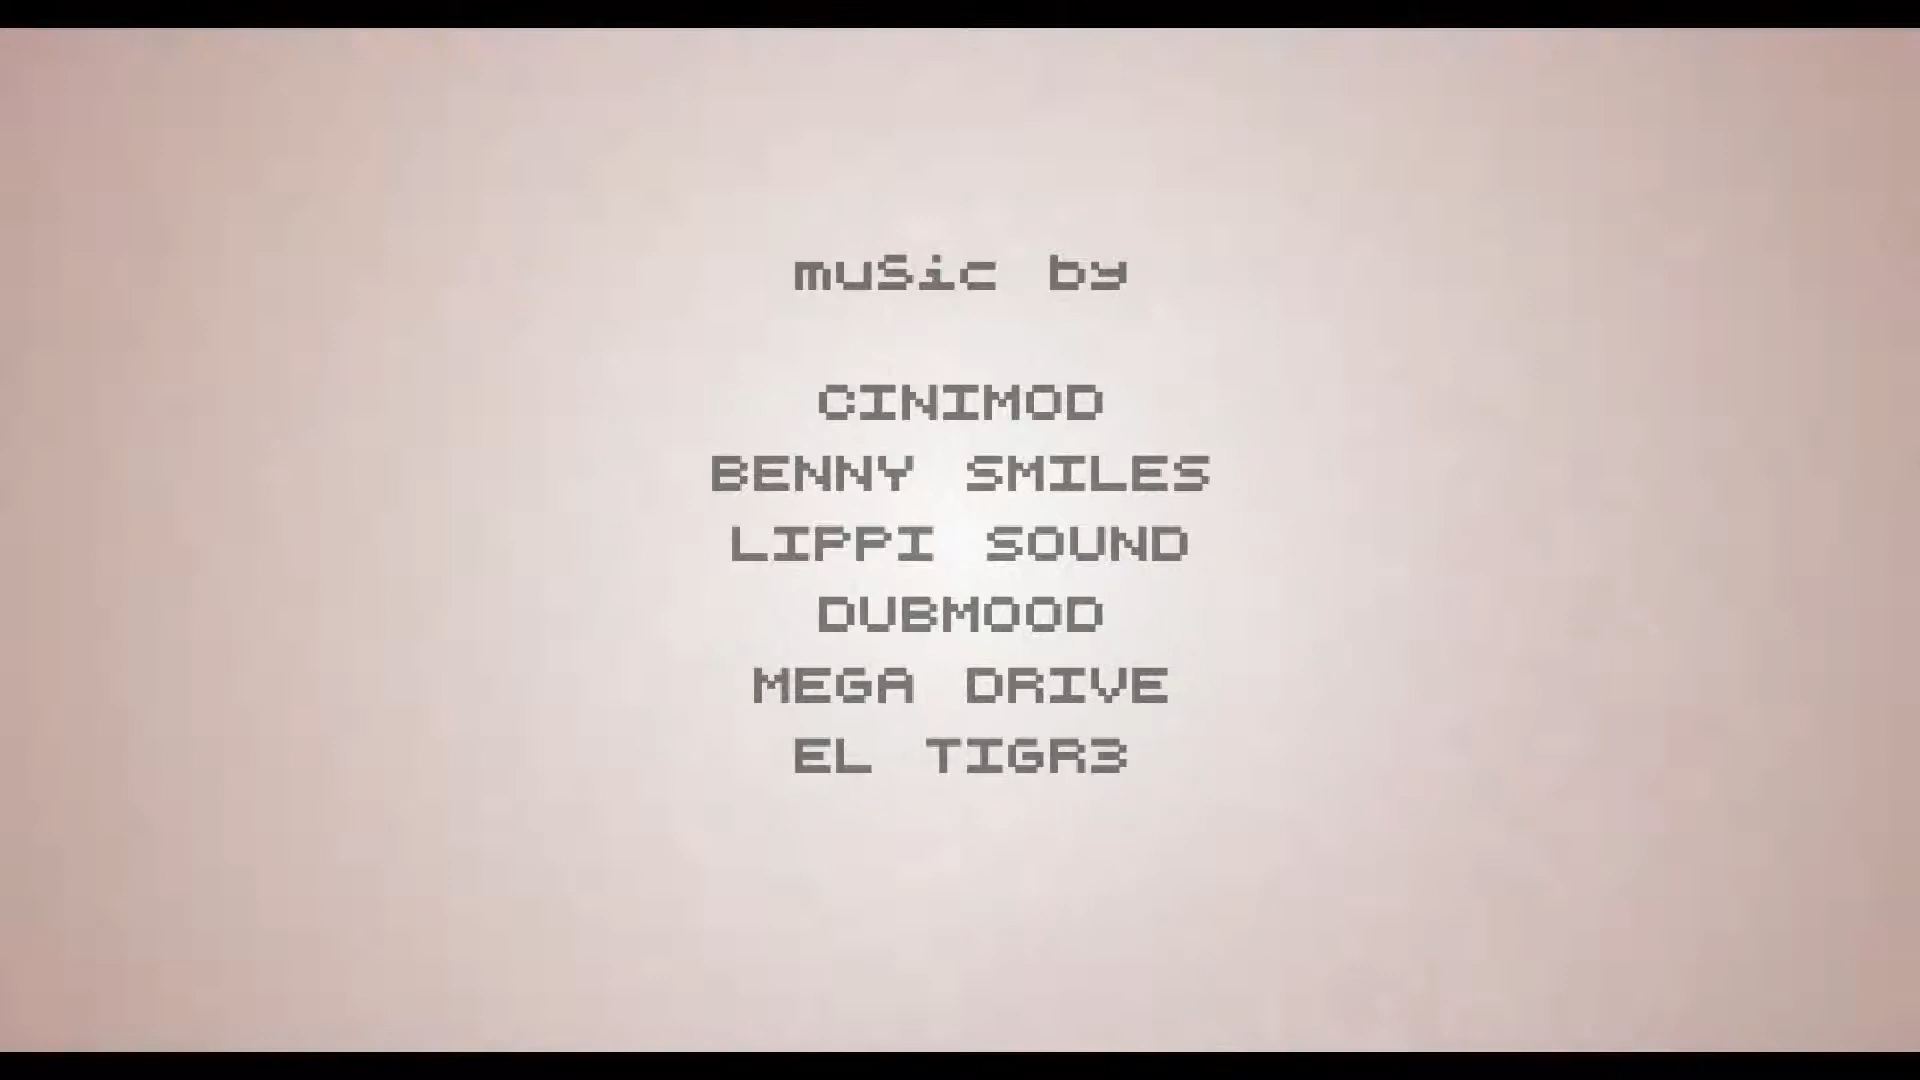 music by
CINIMOD
BENNY SMILES
LIPPI SOUND
DUBMOOD
MEGA DRIVE
EL TIGR3